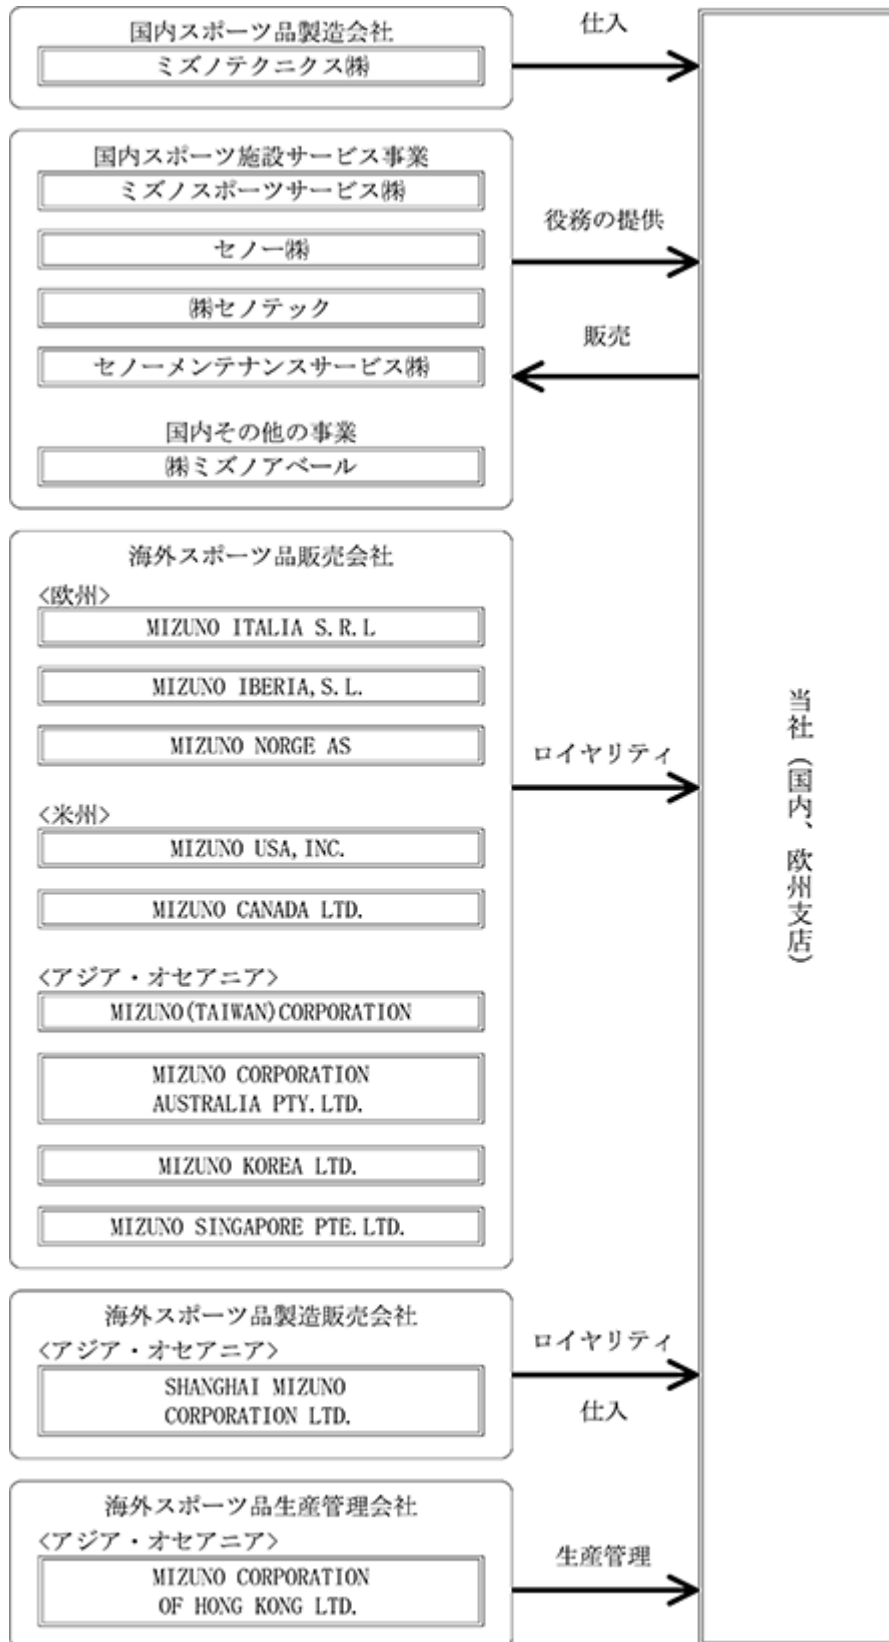 国内スポーツ品製造会社
ミズノテクニクス㈱
仕入
国内スポーツ施設サービス事業
ミズノスポーツサービス㈱
セノー㈱
㈱セノテック
セノーメンテナンスサービス㈱
役務の提供
販売
国内その他の事業
㈱ミズノアベール
海外スポーツ品販売会社
<欧州>
MIZUNO ITALIA S.R.L
MIZUNO IBERIA,S.L.
MIZUNO NORGE AS
<米州>
MIZUNO USA,INC.
MIZUNO CANADA LTD.
<アジア・オセアニア>
MIZUNO(TAIWAN)CORPORATION
MIZUNO CORPORATION
AUSTRALIA PTY.LTD.
MIZUNO KOREA LTD.
MIZUNO SINGAPORE PTE.LTD.
ロイヤリティ
海外スポーツ品製造販売会社
<アジア・オセアニア>
SHANGHAI MIZUNO
CORPORATION LTD.
ロイヤリティ
仕入
海外スポーツ品生産管理会社
<アジア・オセアニア>
MIZUNO CORPORATION
OF HONG KONG LTD.
生産管理
当社(国内、欧州支店)